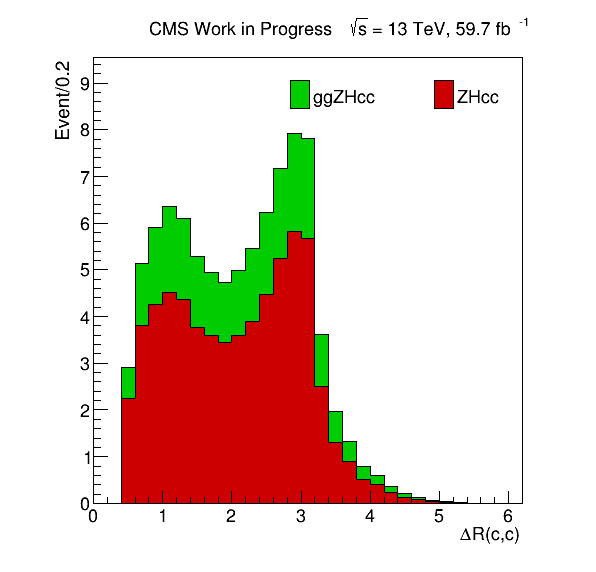 CMS Work in Progress √s = 13 TeV, 59.7 fb -1
Event/0.2
ggZHcc ZHcc
9
8
7
6
5
4
3
2
1
0
0 1 2 3 4 5 6
ΔR(c,c)